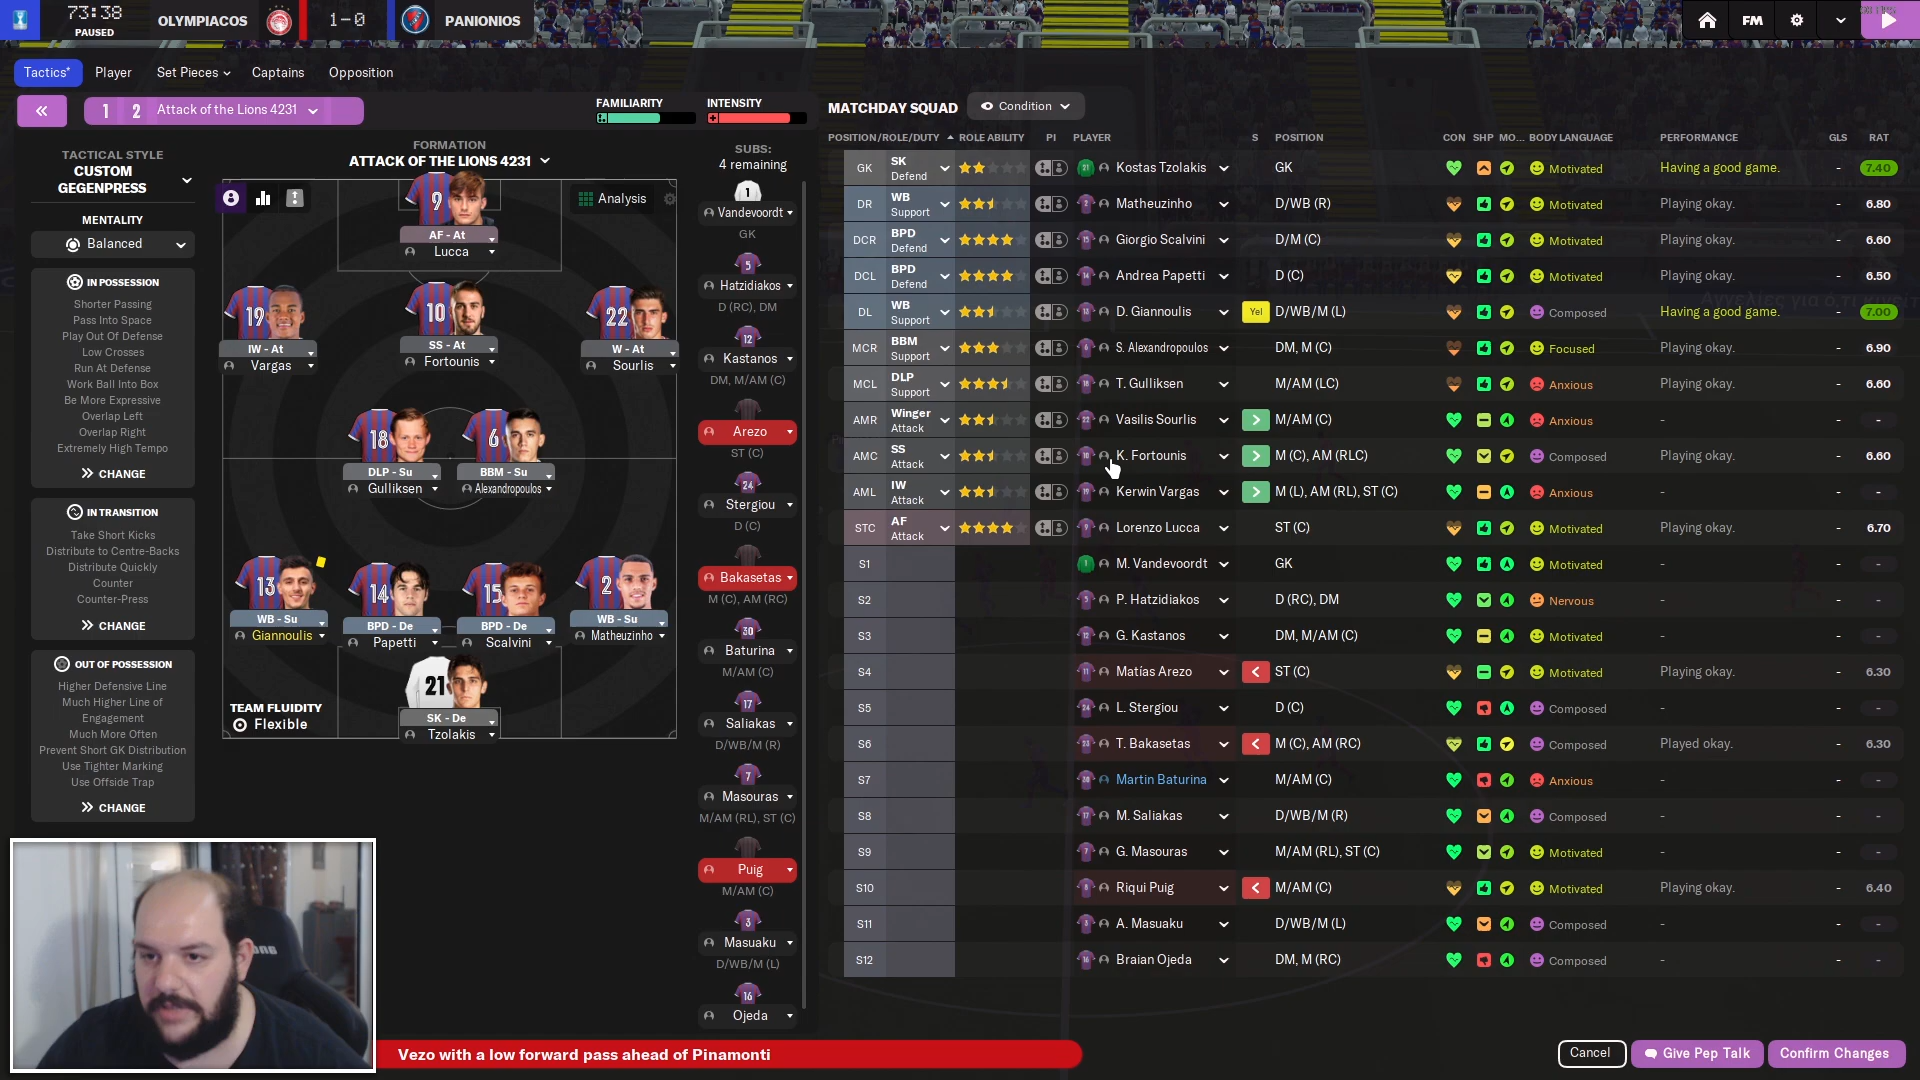 73:38
PAUSED
OLYMPIACOS
1-0
PANIONIOS
FM
Tactics*
Player
Set Pieces
Captains
Opposition
1 2 Attack of the Lions 4231
FAMILIARITY
INTENSITY
TACTICAL STYLE
CUSTOM
GEGENPRESS
MENTALITY
Balanced
IN POSSESSION
Shorter Passing
Pass Into Space
Play Out Of Defence
Low Crosses
Run At Defence
Work Ball Into Box
Be More Expressive
Overlap Left
Overlap Right
Extremely High Tempo
CHANGE
IN TRANSITION
Take Short Kicks
Distribute to Centre-Backs
Distribute Quickly
Counter
Counter-Press
CHANGE
OUT OF POSSESSION
Higher Defensive Line
Much Higher Line of
Engagement
Much More Often
Prevent Short GK Distribution
Use Tighter Marking
Use Offside Trap
CHANGE
FORMATION
ATTACK OF THE LIONS 4231
Analysis
9
AF - At
Lucca
19
IW - At
Vargas
10
SS - At
Fortounis
22
W - At
Sourlis
18
DLP - Su
Gulliksen
6
BBM - Su
Alexandropoulos
13
WB - Su
Giannoulis
14
BPD - De
Papetti
15
BPD - De
Scalvini
2
WB - Su
Matheuzinho
21
SK - De
Tzolakis
TEAM FLUIDITY
Flexible
SUBS:
4 remaining
1
Vandevoordt
GK
5
Hatzidiakos
D (RC), DM
12
Kastanos
DM, M/AM (C)
Arezo
ST (C)
24
Stergiou
D (C)
Bakasetas
M (C), AM (RC)
30
Baturina
M/AM (C)
17
Saliakas
D/WB/M (R)
7
Masouras
M/AM (RL), ST (C)
Puig
M/AM (C)
3
Masuaku
D/WB/M (L)
16
Ojeda
MATCHDAY SQUAD
Condition
POSITION/ROLE/DUTY ROLE ABILITY PI PLAYER S POSITION CON SHP MO... BODY LANGUAGE PERFORMANCE GLS RAT
GK SK Defend Kostas Tzolakis GK Motivated Having a good game. - 7.40
DR WB Support Matheuzinho D/WB (R) Motivated Playing okay. - 6.80
DCR BPD Defend Giorgio Scalvini D/M (C) Motivated Playing okay. - 6.60
DCL BPD Defend Andrea Papetti D (C) Motivated Playing okay. - 6.50
DL WB Support D. Giannoulis Yel D/WB/M (L) Composed Having a good game. - 7.00
MCR BBM Support S. Alexandropoulos DM, M (C) Focused Playing okay. - 6.90
MCL DLP Support T. Gulliksen M/AM (LC) Anxious Playing okay. - 6.60
AMR Winger Attack Vasilis Sourlis M/AM (C) Anxious - - -
AMC SS Attack K. Fortounis M (C), AM (RLC) Composed Playing okay. - 6.60
AML IW Attack Kerwin Vargas M (L), AM (RL), ST (C) Anxious - - -
STC AF Attack Lorenzo Lucca ST (C) Motivated Playing okay. - 6.70
S1 M. Vandevoordt GK Motivated - - -
S2 P. Hatzidiakos D (RC), DM Nervous - - -
S3 G. Kastanos DM, M/AM (C) Motivated - - -
S4 Matías Arezo ST (C) Motivated Playing okay. - 6.30
S5 L. Stergiou D (C) Composed - - -
S6 T. Bakasetas M (C), AM (RC) Composed Played okay. - 6.30
S7 Martin Baturina M/AM (C) Anxious - - -
S8 M. Saliakas D/WB/M (R) Composed - - -
S9 G. Masouras M/AM (RL), ST (C) Motivated - - -
S10 Riqui Puig M/AM (C) Motivated Playing okay. - 6.40
S11 A. Masuaku D/WB/M (L) Composed - - -
S12 Braian Ojeda DM, M (RC) Composed - - -
Vezo with a low forward pass ahead of Pinamonti
Cancel
Give Pep Talk
Confirm Changes